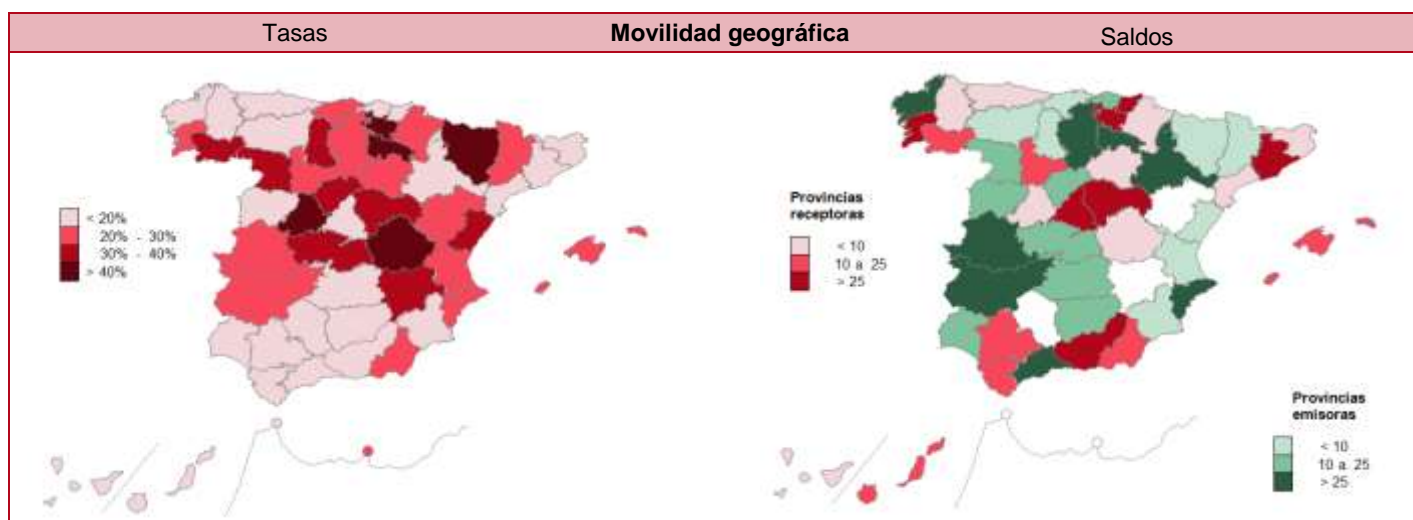 Tasas Movilidad geográfica Saldos
< 20%
20% - 30%
30% - 40%
> 40%
Provincias
receptoras
< 10
10 a 25
> 25
Provincias
emisoras
< 10
10 a 25
> 25